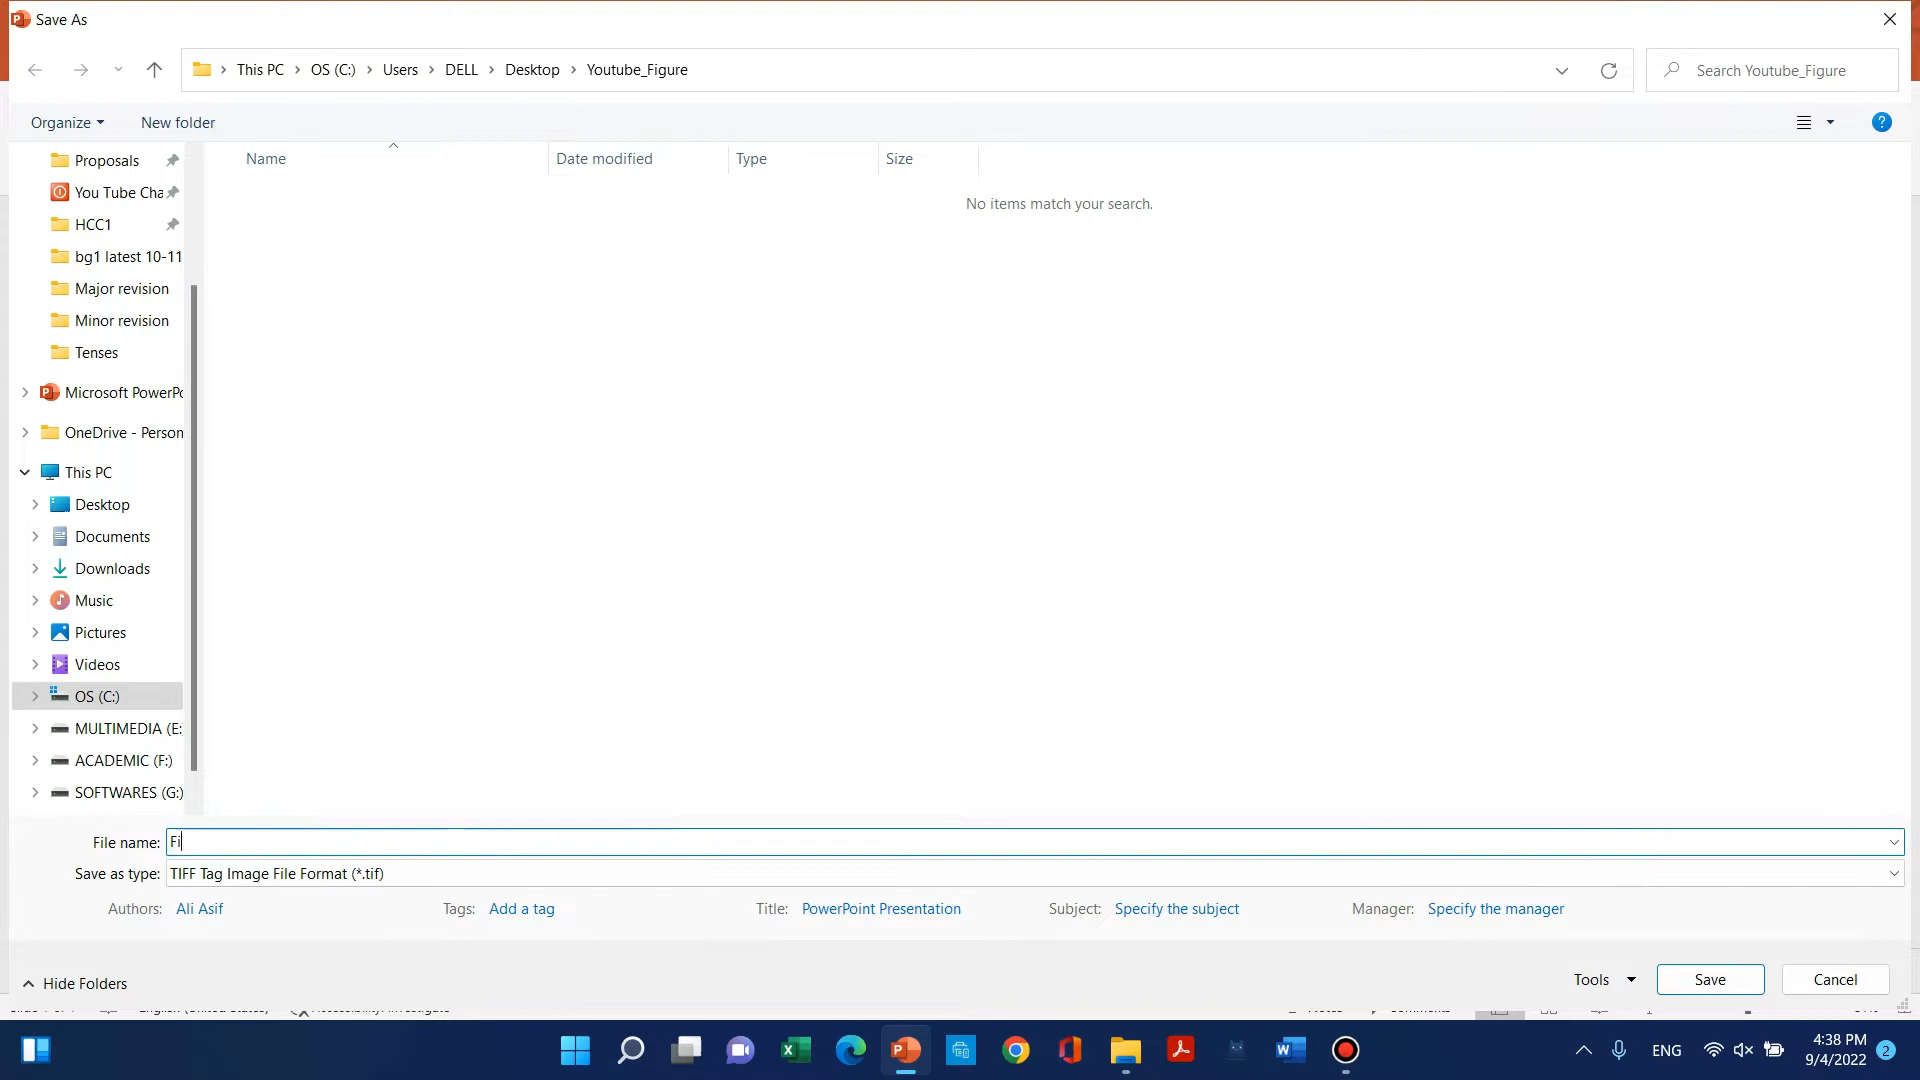 Save As
This PC > OS (C:) > Users > DELL > Desktop > Youtube_Figure
Search Youtube_Figure
Organize
New folder
Name
Date modified
Type
Size
No items match your search.
Proposals
You Tube Cha
HCC1
bg1 latest 10-11
Major revision
Minor revision
Tenses
Microsoft PowerPo
OneDrive - Person
This PC
Desktop
Documents
Downloads
Music
Pictures
Videos
OS (C:)
MULTIMEDIA (E:)
ACADEMIC (F:)
SOFTWARES (G:)
File name: Fi
Save as type: TIFF Tag Image File Format (*.tif)
Authors: Ali Asif
Tags: Add a tag
Title: PowerPoint Presentation
Subject: Specify the subject
Manager: Specify the manager
Hide Folders
Tools
Save
Cancel
ENG
4:38 PM
9/4/2022
2